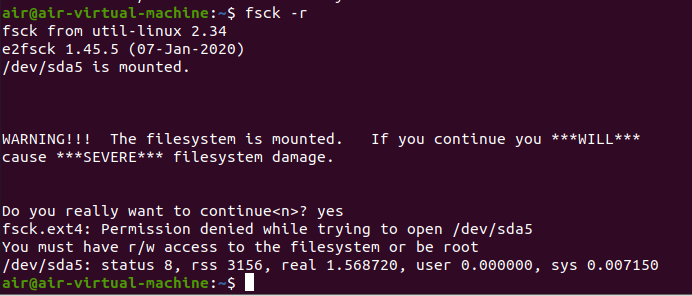 air@air-virtual-machine:~$ fsck -r
fsck from util-linux 2.34
e2fsck 1.45.5 (07-Jan-2020)
/dev/sda5 is mounted.
WARNING!!!  The filesystem is mounted.   If you continue you ***WILL***
cause ***SEVERE*** filesystem damage.
Do you really want to continue<n>? yes
fsck.ext4: Permission denied while trying to open /dev/sda5
You must have r/w access to the filesystem or be root
/dev/sda5: status 8, rss 3156, real 1.568720, user 0.000000, sys 0.007150
air@air-virtual-machine:~$